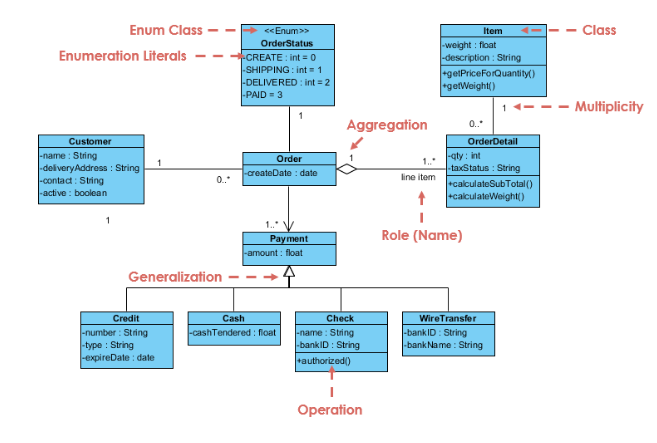 Enum Class
<<Enum>>
OrderStatus
Enumeration Literals
-CREATE : int = 0
-SHIPPING : int = 1
-DELIVERED : int = 2
-PAID = 3
Item
Class
-weight : float
-description : String
+getPriceForQuantity()
+getWeight()
1
Multiplicity
0..*
1
Aggregation
Customer
-name : String
-deliveryAddress : String
-contact : String
-active : boolean
1
0..*
Order
-createDate : date
1
1..*
line item
OrderDetail
-qty : int
-taxStatus : String
+calculateSubTotal()
+calculateWeight()
1
Role (Name)
1..*
Payment
-amount : float
Generalization
Credit
-number : String
-type : String
-expireDate : date
Cash
-cashTendered : float
Check
-name : String
-bankID : String
+authorized()
WireTransfer
-bankID : String
-bankName : String
Operation